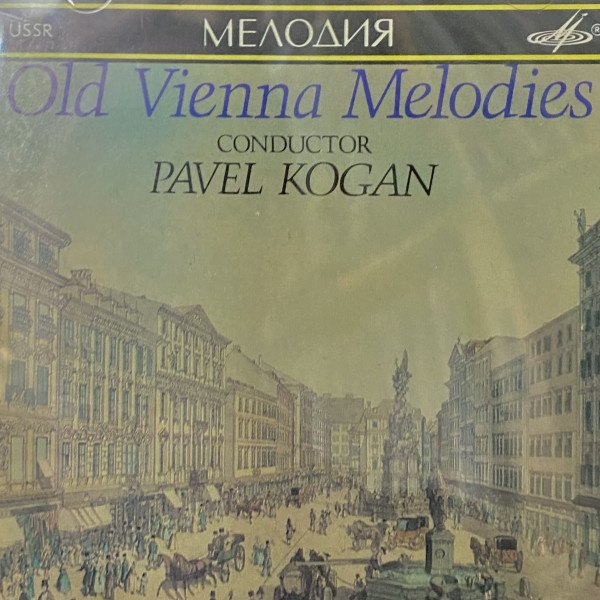 USSR
МЕЛОДИЯ
®
Old Vienna Melodies
CONDUCTOR
PAVEL KOGAN